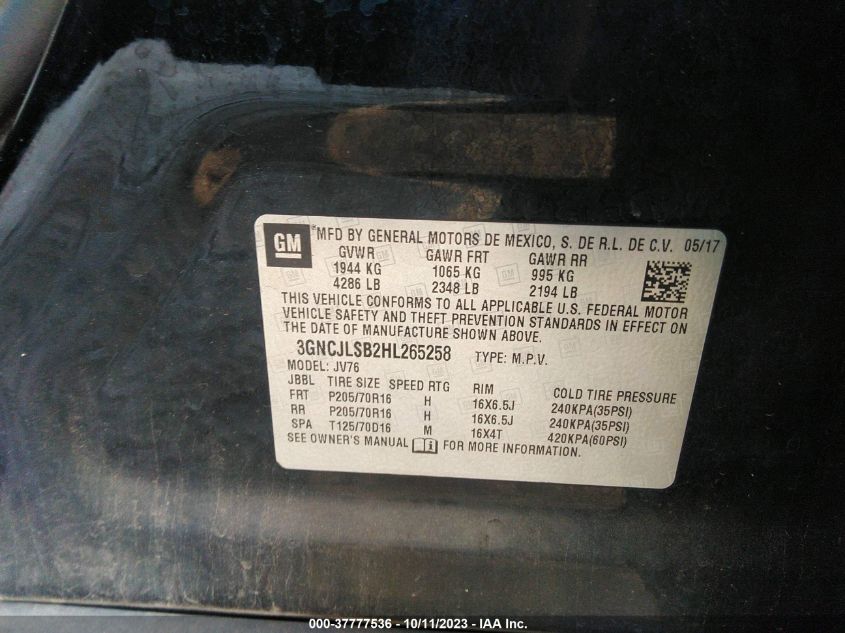 GM
*MFD BY GENERAL MOTORS DE MEXICO, S. DE R.L. DE C.V. 05/17
GVWR GAWR FRT GAWR RR
1944 KG 1065 KG 995 KG
4286 LB 2348 LB 2194 LB
THIS VEHICLE CONFORMS TO ALL APPLICABLE U.S. FEDERAL MOTOR
VEHICLE SAFETY AND THEFT PREVENTION STANDARDS IN EFFECT ON
THE DATE OF MANUFACTURE SHOWN ABOVE.
3GNCJLSB2HL265258 TYPE: M.P.V.
MODEL: JV76
JBBL TIRE SIZE SPEED RTG RIM COLD TIRE PRESSURE
FRT P205/70R16 H 16X6.5J 240KPA(35PSI)
RR P205/70R16 H 16X6.5J 240KPA(35PSI)
SPA T125/70D16 M 16X4T 420KPA(60PSI)
SEE OWNER'S MANUAL FOR MORE INFORMATION.
000-37777536 - 10/11/2023 - IAA Inc.